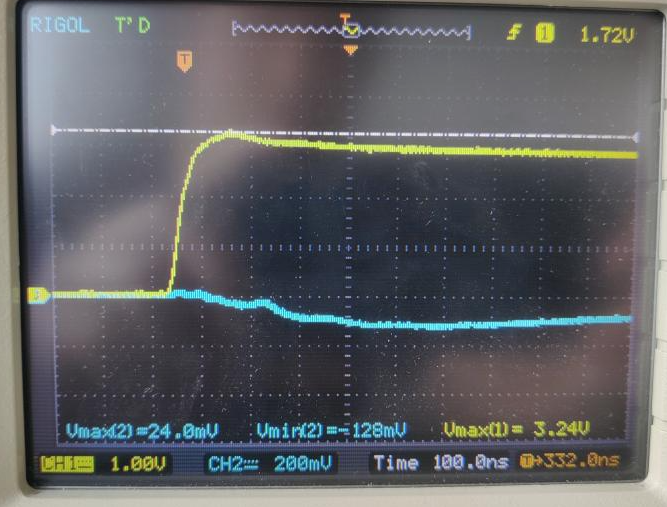 RIGOL T'D T 1 1.72V
T
Vmax(2)=24.0mV Vmin(2)=-128mV Vmax(1)= 3.24V
CH1 1.00V CH2 200mV Time 100.0ns T→332.0ns